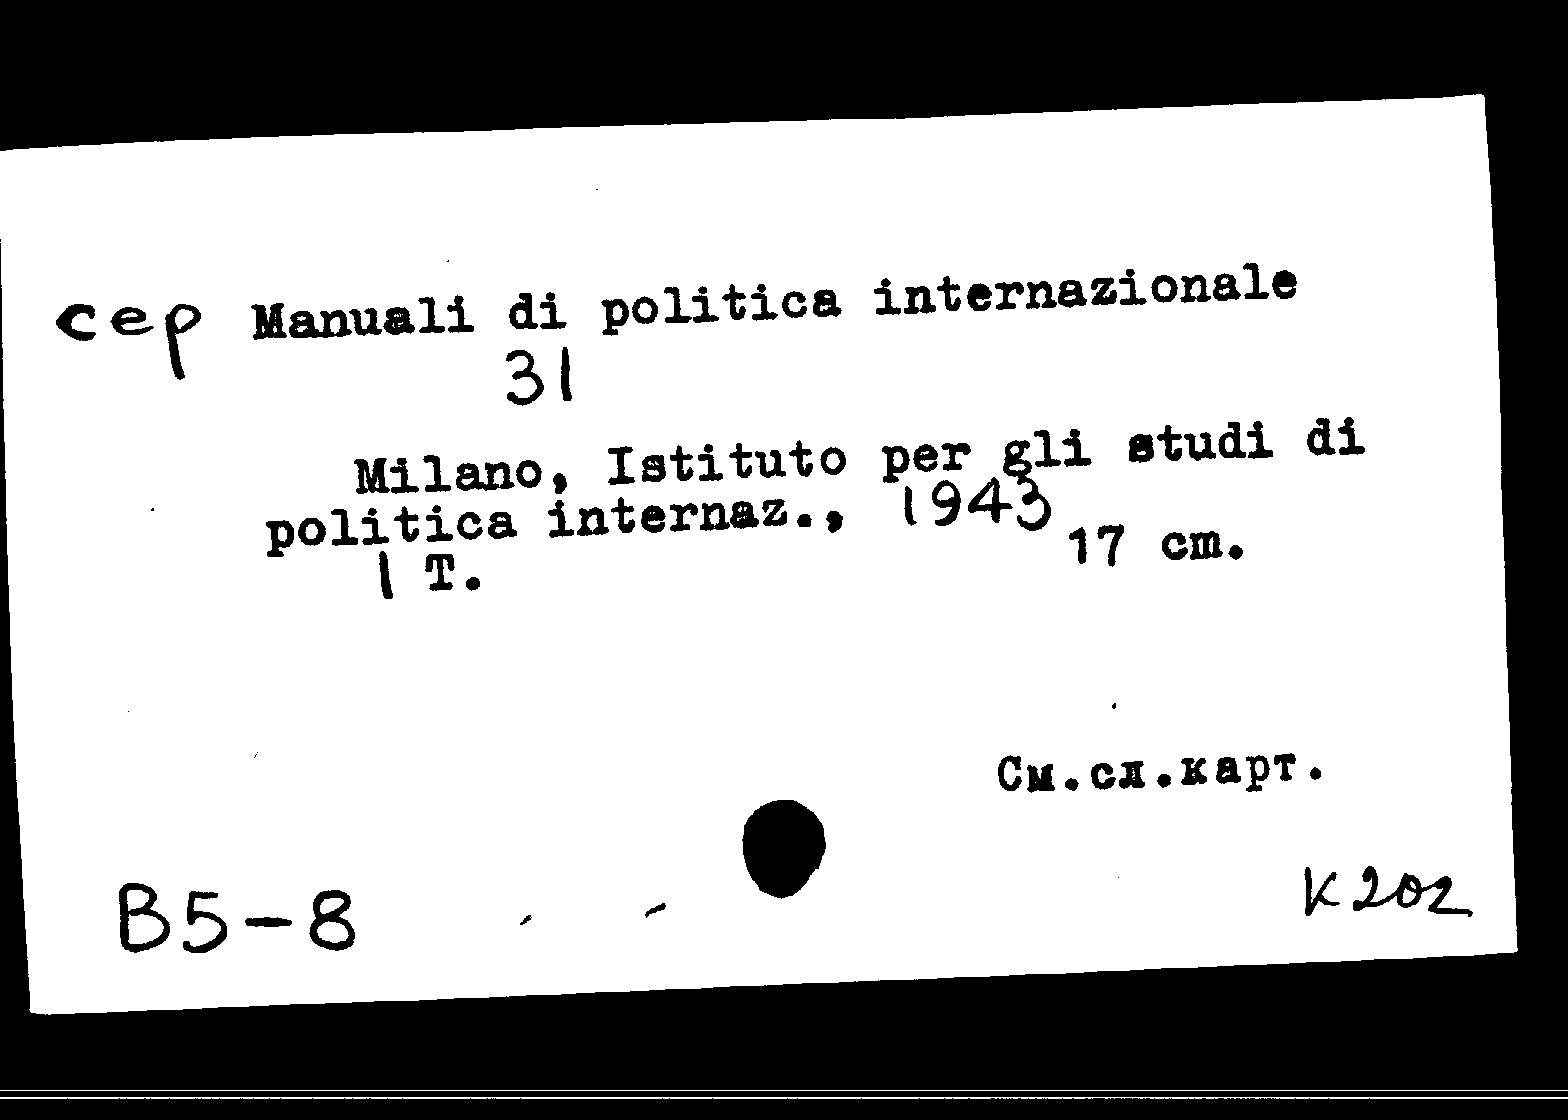 сер Manuali di politica internazionale
31
Milano, Istituto per gli studi di
politica internaz., 1943
1 T. 17 cm.
См.сл.карт.
B5-8
K202